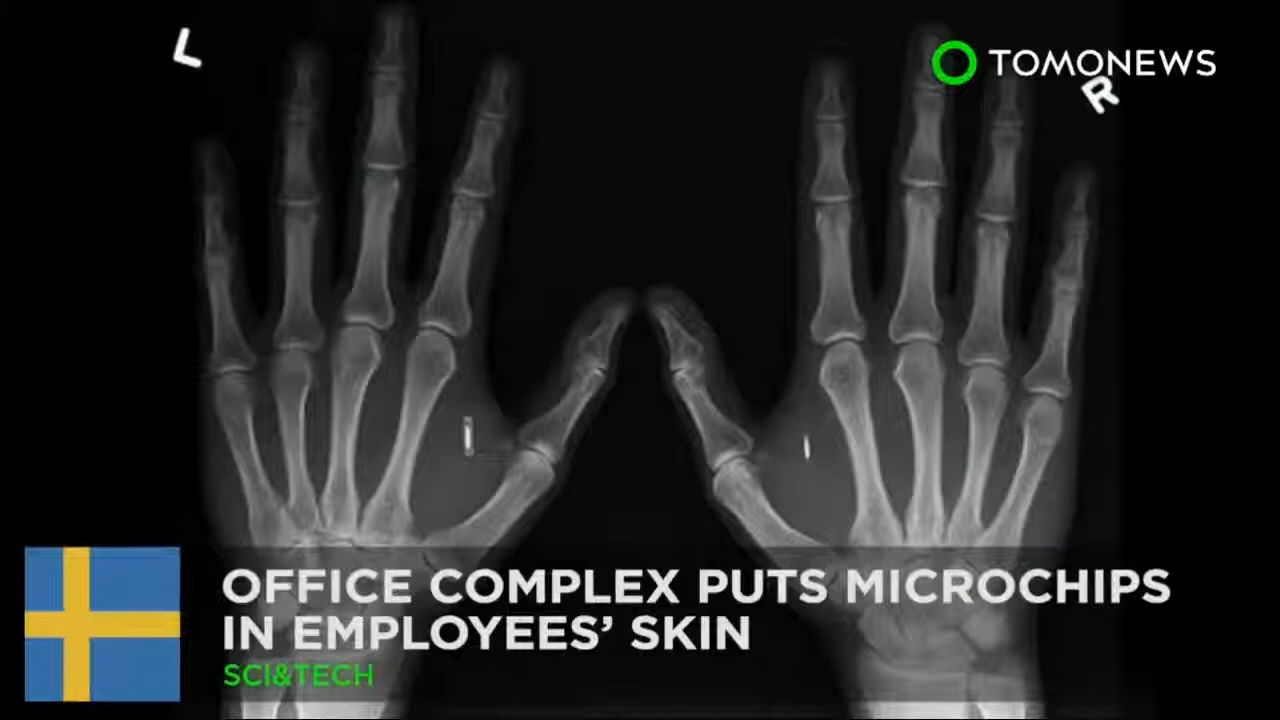 L
TOMONEWS
R
OFFICE COMPLEX PUTS MICROCHIPS
IN EMPLOYEES' SKIN
SCI&TECH